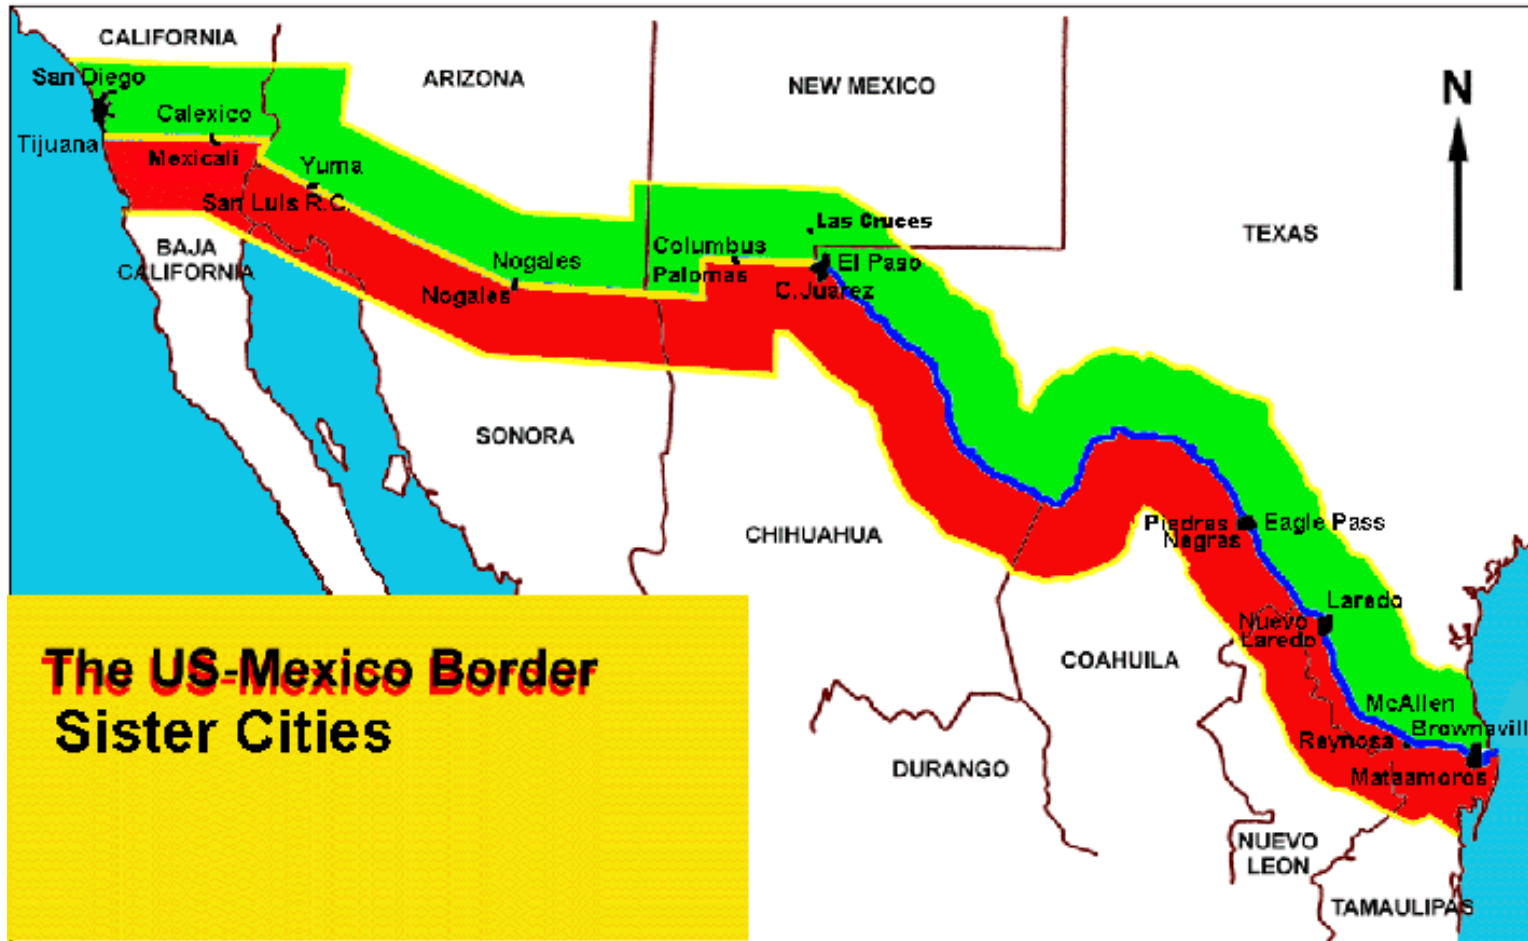 CALIFORNIA
ARIZONA
NEW MEXICO
N
San Diego
Calexico
Tijuana
Mexicali
Yuma
San Luis R.C.
Las Cruces
TEXAS
BAJA
CALIFORNIA
Nogales
Nogales
Columbus
Palomas
El Paso
C.Juarez
SONORA
CHIHUAHUA
Piedras
Negras
Eagle Pass
Laredo
Nuevo
Laredo
COAHUILA
McAllen
Brownsvill
Reynosa
Mataamoros
DURANGO
NUEVO
LEON
TAMAULIPAS
The US-Mexico Border
Sister Cities